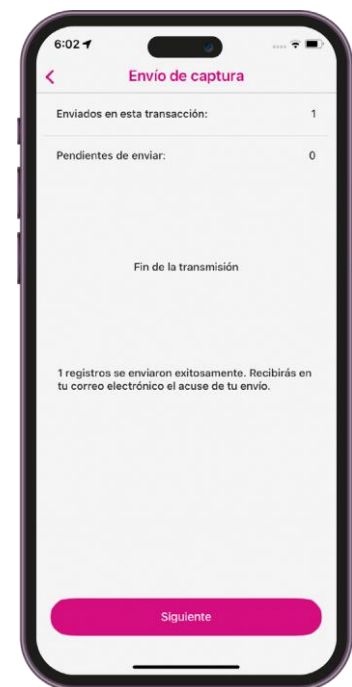 6:02
Envío de captura
Enviados en esta transacción: 1
Pendientes de enviar: 0
Fin de la transmisión
1 registros se enviaron exitosamente. Recibirás en
tu correo electrónico el acuse de tu envío.
Siguiente